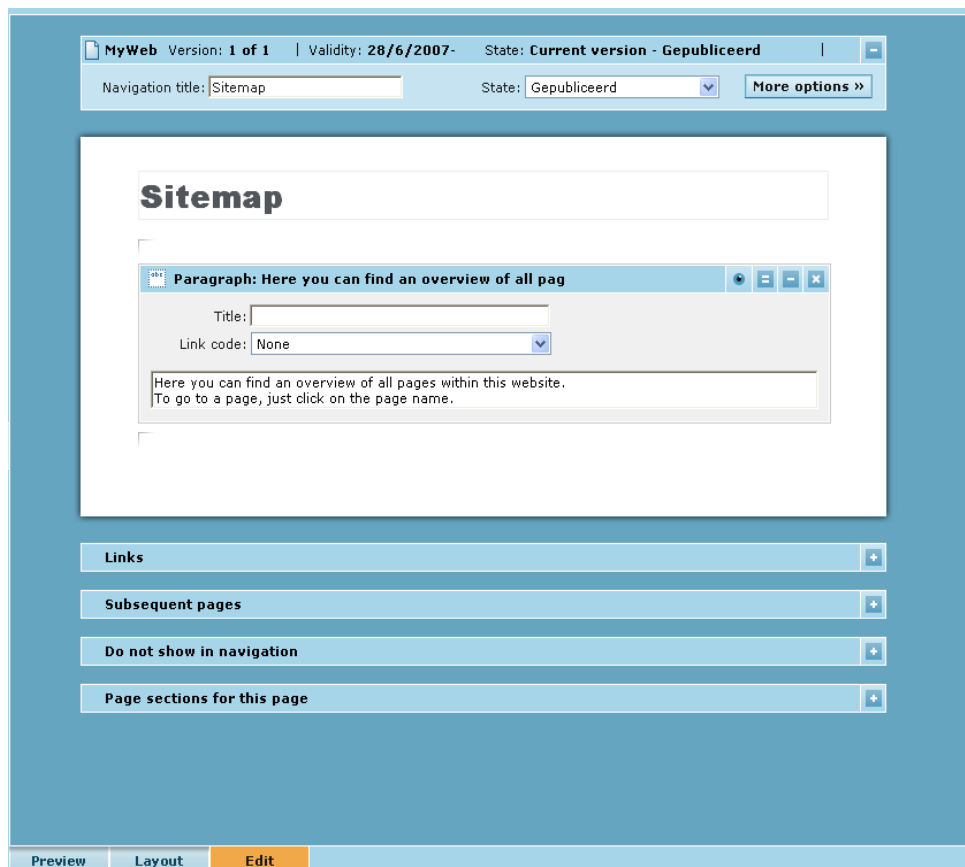 MyWeb Version: 1 of 1 | Validity: 28/6/2007- State: Current version - Gepubliceerd |
Navigation title: Sitemap State: Gepubliceerd More options »
Sitemap
abc Paragraph: Here you can find an overview of all pag
Title:
Link code: None
Here you can find an overview of all pages within this website.
To go to a page, just click on the page name.
Links
Subsequent pages
Do not show in navigation
Page sections for this page
Preview Layout Edit